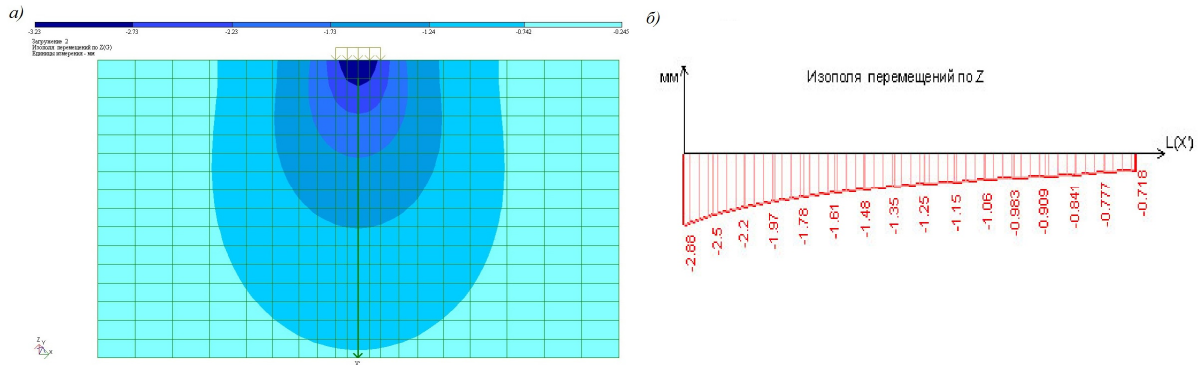 а)
-3.23 -2.73 -2.23 -1.73 -1.24 -0.742 -0.245
Загружение 2
Изополя перемещений по Z(G)
Единицы измерения - мм
Z Y
X
X'
б)
мм
Изополя перемещений по Z
L(X')
-2.88 -2.5 -2.2 -1.97 -1.78 -1.61 -1.48 -1.35 -1.25 -1.15 -1.06 -0.983 -0.909 -0.841 -0.777 -0.718